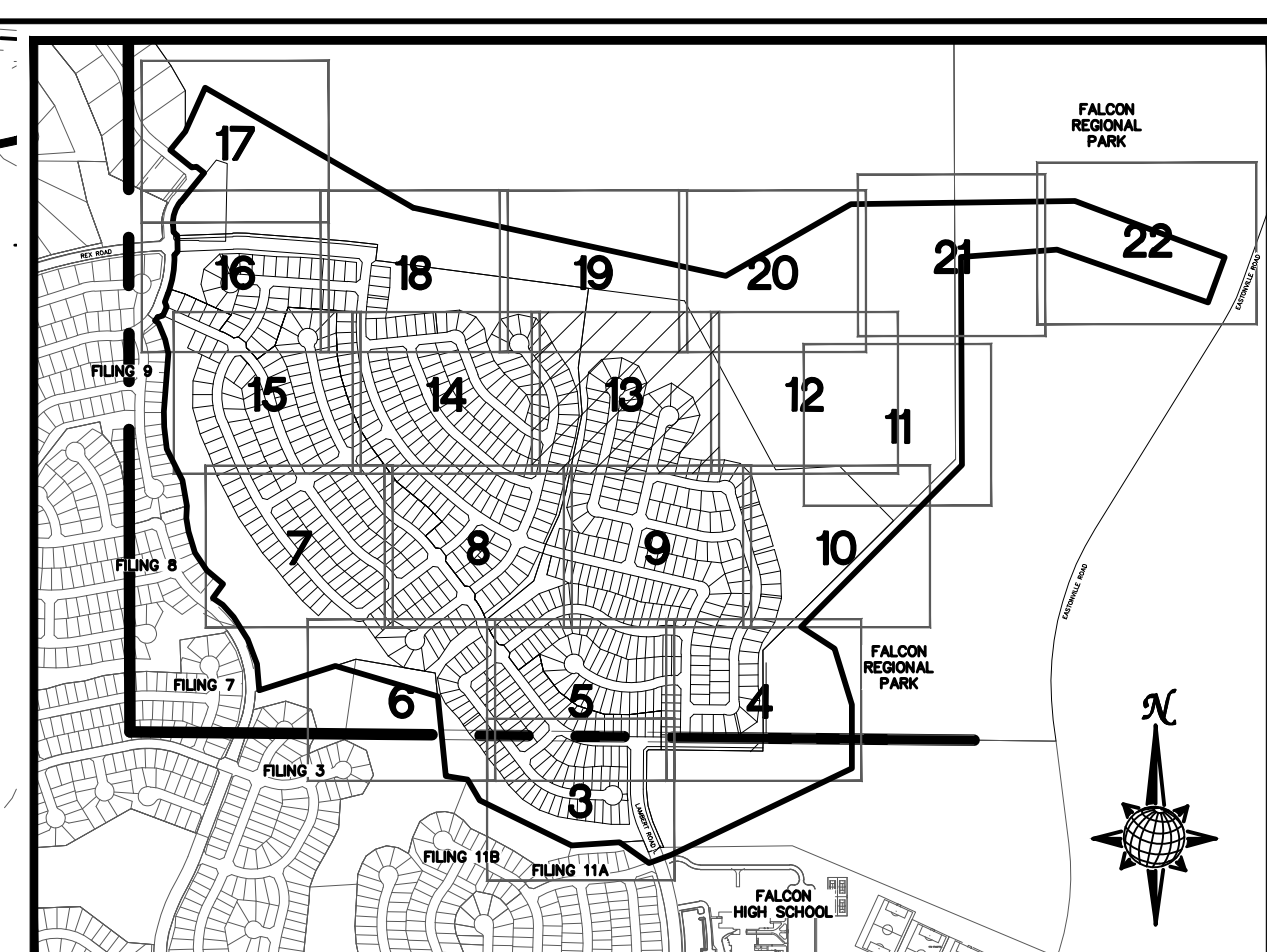 FALCON
REGIONAL
PARK
17
REX ROAD
16
18
19
20
21
22
EASTONVILLE ROAD
FILING 9
15
14
13
12
11
7
8
9
10
FILING 8
EASTONVILLE ROAD
FALCON
REGIONAL
PARK
FILING 7
6
5
4
N
FILING 3
3
LAMBERT ROAD
FILING 11B
FILING 11A
FALCON
HIGH SCHOOL